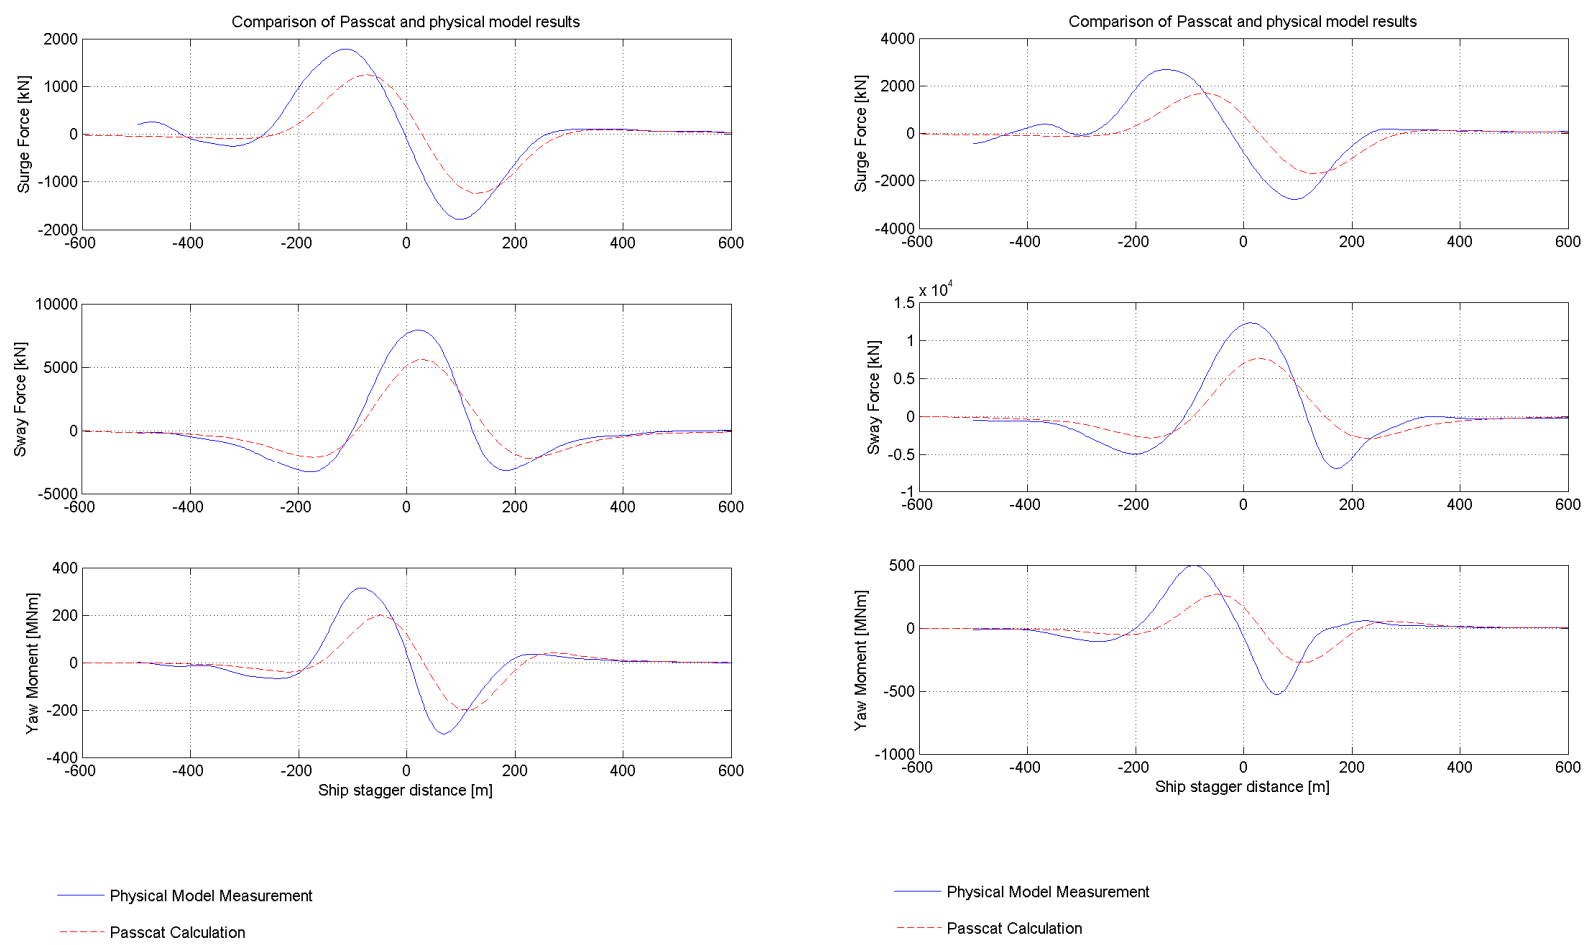 Comparison of Passcat and physical model results
2000
1000
0
-1000
-2000
Surge Force [kN]
-600 -400 -200 0 200 400 600
10000
5000
0
-5000
Sway Force [kN]
-600 -400 -200 0 200 400 600
400
200
0
-200
-400
Yaw Moment [MNm]
-600 -400 -200 0 200 400 600
Ship stagger distance [m]
Physical Model Measurement
Passcat Calculation
Comparison of Passcat and physical model results
4000
2000
0
-2000
-4000
Surge Force [kN]
-600 -400 -200 0 200 400 600
x 10^4
1.5
1
0.5
0
-0.5
-1
Sway Force [kN]
-600 -400 -200 0 200 400 600
500
0
-500
-1000
Yaw Moment [MNm]
-600 -400 -200 0 200 400 600
Ship stagger distance [m]
Physical Model Measurement
Passcat Calculation